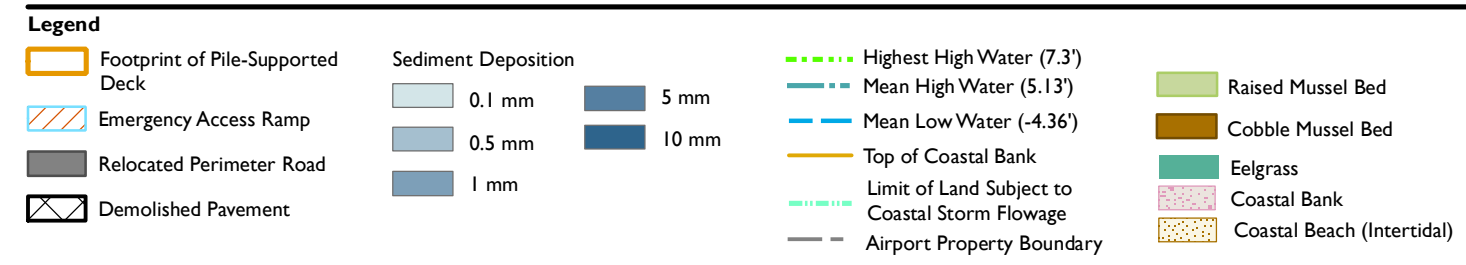 Legend
Footprint of Pile-Supported
Deck
Emergency Access Ramp
Relocated Perimeter Road
Demolished Pavement
Sediment Deposition
0.1 mm
0.5 mm
1 mm
5 mm
10 mm
Highest High Water (7.3')
Mean High Water (5.13')
Mean Low Water (-4.36')
Top of Coastal Bank
Limit of Land Subject to
Coastal Storm Flowage
Airport Property Boundary
Raised Mussel Bed
Cobble Mussel Bed
Eelgrass
Coastal Bank
Coastal Beach (Intertidal)